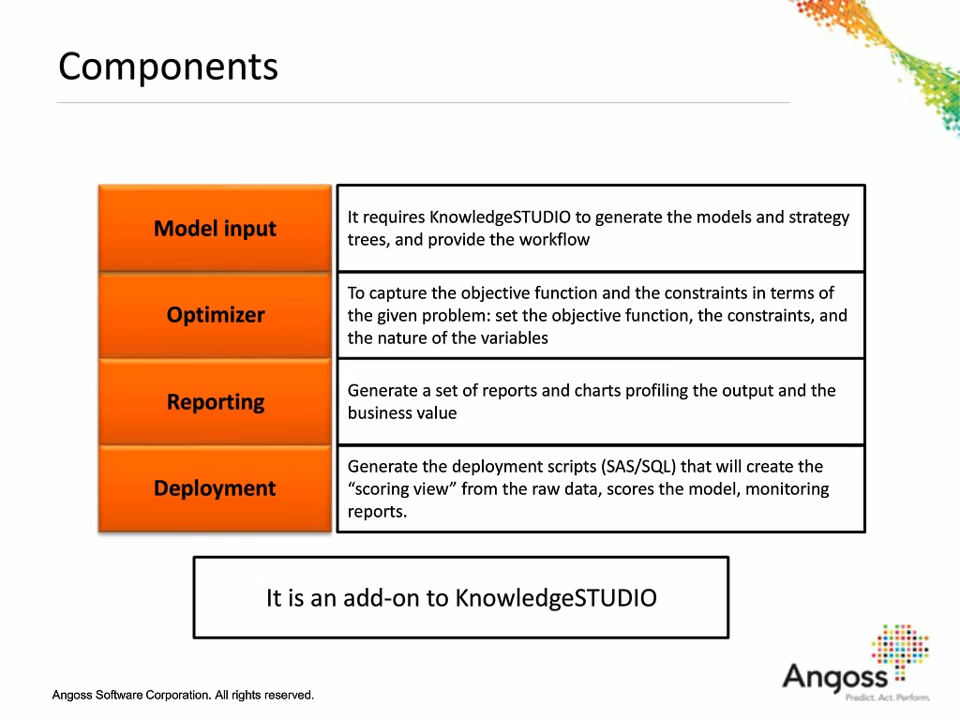 Components
Model input
It requires KnowledgeSTUDIO to generate the models and strategy
trees, and provide the workflow
Optimizer
To capture the objective function and the constraints in terms of
the given problem: set the objective function, the constraints, and
the nature of the variables
Reporting
Generate a set of reports and charts profiling the output and the
business value
Deployment
Generate the deployment scripts (SAS/SQL) that will create the
“scoring view” from the raw data, scores the model, monitoring
reports.
It is an add-on to KnowledgeSTUDIO
Angoss
Predict. Act. Perform.
Angoss Software Corporation. All rights reserved.